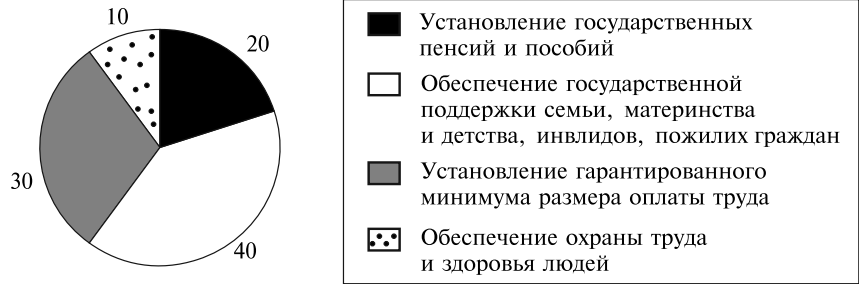 10
20
30
40
Установление государственных
пенсий и пособий
Обеспечение государственной
поддержки семьи, материнства
и детства, инвлидов, пожилих граждан
Установление гарантированного
минимума размера оплаты труда
Обеспечение охраны труда
и здоровья людей